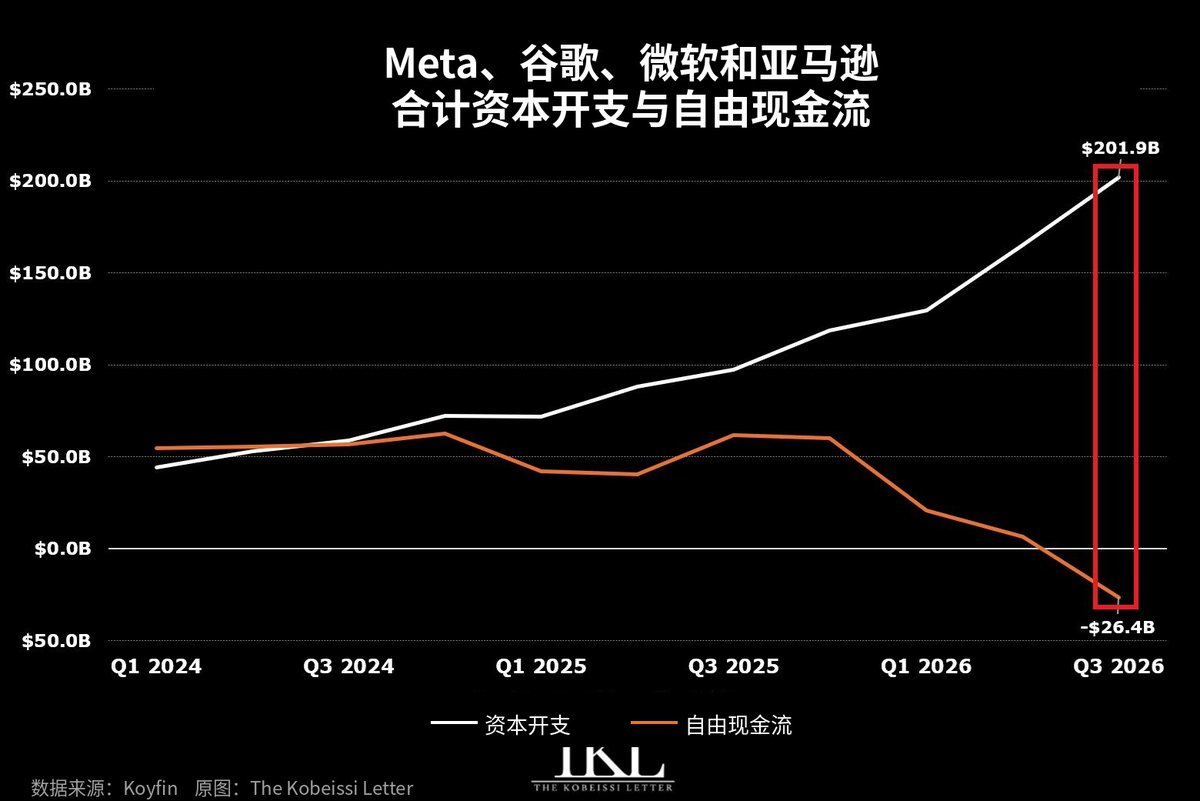 Meta、谷歌、微软和亚马逊
合计资本开支与自由现金流
$250.0B
$201.9B
$200.0B
$150.0B
$100.0B
$50.0B
$0.0B
-$26.4B
$50.0B
Q1 2024
Q3 2024
Q1 2025
Q3 2025
Q1 2026
Q3 2026
资本开支
自由现金流
TKL
THE KOBEISSI LETTER
数据来源：Koyfin 原图：The Kobeissi Letter